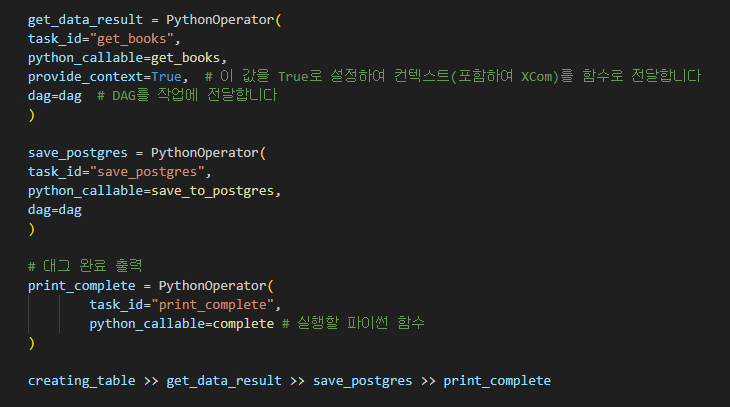 get_data_result = PythonOperator(
task_id="get_books",
python_callable=get_books,
provide_context=True,  # 이 값을 True로 설정하여 컨텍스트(포함하여 XCom)를 함수로 전달합니다
dag=dag  # DAG를 작업에 전달합니다
)
save_postgres = PythonOperator(
task_id="save_postgres",
python_callable=save_to_postgres,
dag=dag
)
# 대그 완료 출력
print_complete = PythonOperator(
        task_id="print_complete",
        python_callable=complete # 실행할 파이썬 함수
)
creating_table >> get_data_result >> save_postgres >> print_complete